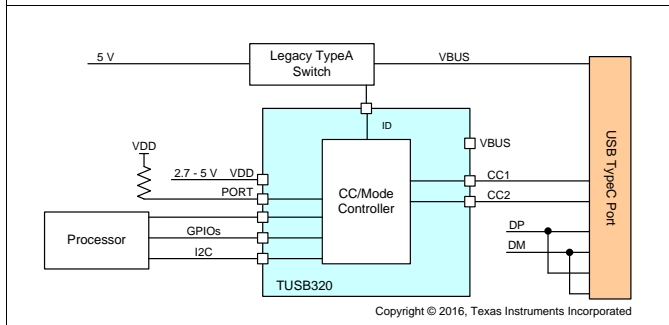 5 V
Legacy TypeA
Switch
VBUS
ID
VDD
VBUS
2.7 - 5 V VDD
PORT
CC1
CC2
CC/Mode
Controller
Processor
GPIOs
I2C
DP
DM
USB TypeC Port
TUSB320
Copyright © 2016, Texas Instruments Incorporated